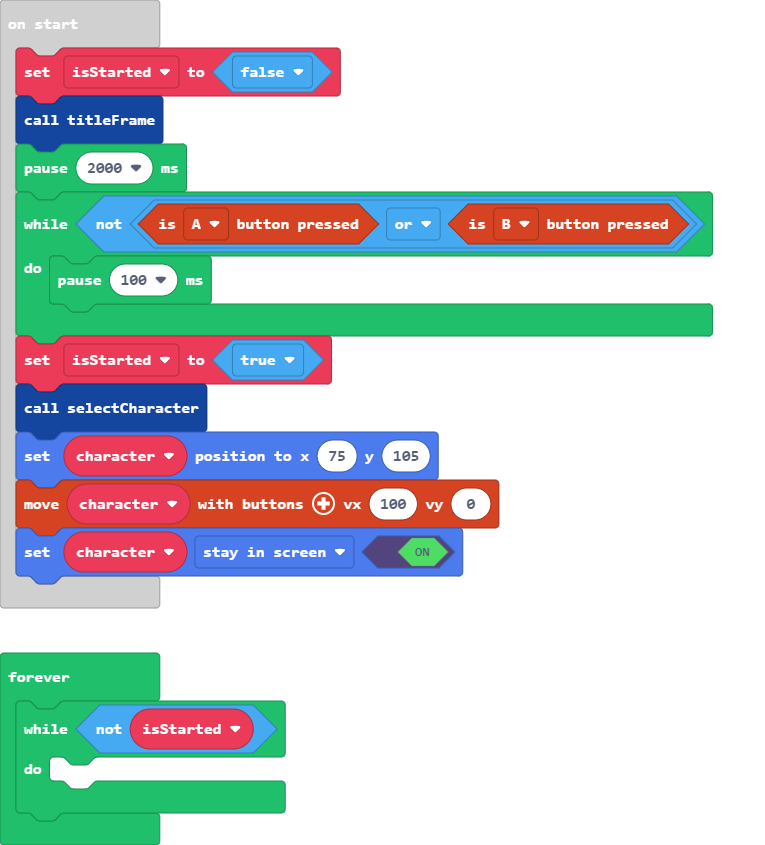 on start
set isStarted to false
call titleFrame
pause 2000 ms
while not is A button pressed or is B button pressed
do
pause 100 ms
set isStarted to true
call selectCharacter
set character position to x 75 y 105
move character with buttons vx 100 vy 0
set character stay in screen ON
forever
while not isStarted
do